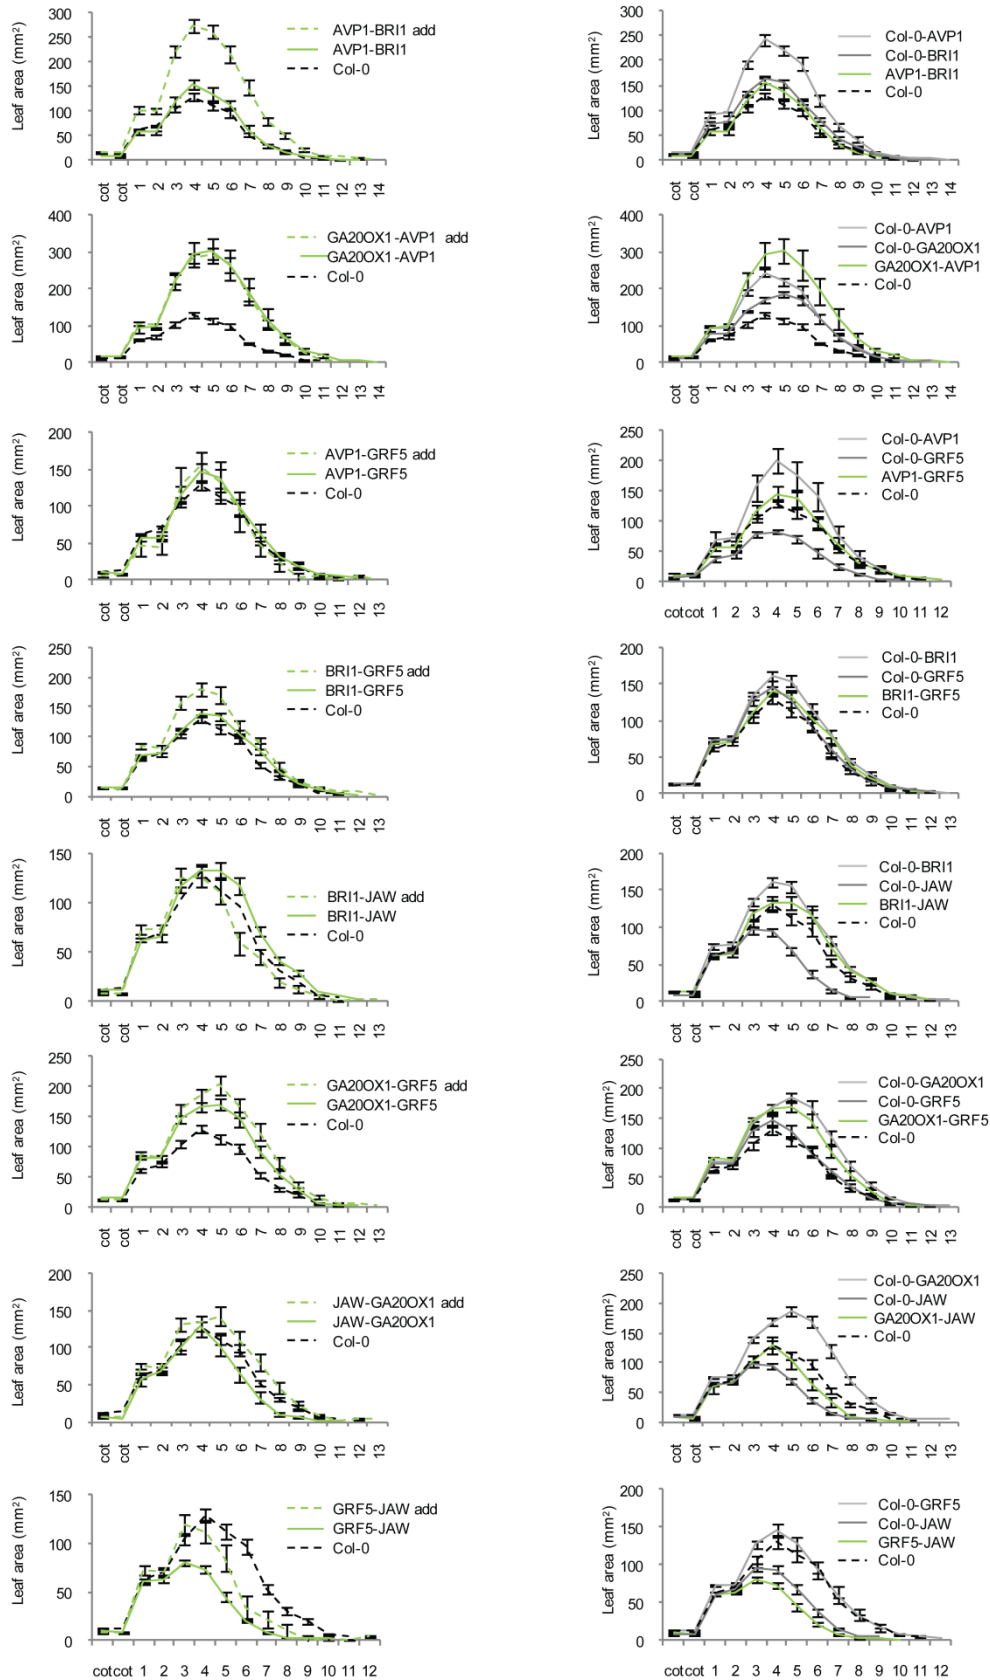 Leaf area (mm²)
300
250
200
150
100
50
0
AVP1-BRI1 add
AVP1-BRI1
Col-0
cot cot 1 2 3 4 5 6 7 8 9 10 11 12 13 14
Leaf area (mm²)
300
250
200
150
100
50
0
Col-0-AVP1
Col-0-BRI1
AVP1-BRI1
Col-0
cot cot 1 2 3 4 5 6 7 8 9 10 11 12 13 14
Leaf area (mm²)
400
300
200
100
0
GA20OX1-AVP1 add
GA20OX1-AVP1
Col-0
cot cot 1 2 3 4 5 6 7 8 9 10 11 12 13 14
Leaf area (mm²)
400
300
200
100
0
Col-0-AVP1
Col-0-GA20OX1
GA20OX1-AVP1
Col-0
cot cot 1 2 3 4 5 6 7 8 9 10 11 12 13 14
Leaf area (mm²)
200
150
100
50
0
AVP1-GRF5 add
AVP1-GRF5
Col-0
cot cot 1 2 3 4 5 6 7 8 9 10 11 12 13
Leaf area (mm²)
250
200
150
100
50
0
Col-0-AVP1
Col-0-GRF5
AVP1-GRF5
Col-0
cot cot 1 2 3 4 5 6 7 8 9 10 11 12
Leaf area (mm²)
250
200
150
100
50
0
BRI1-GRF5 add
BRI1-GRF5
Col-0
cot cot 1 2 3 4 5 6 7 8 9 10 11 12 13
Leaf area (mm²)
200
150
100
50
0
Col-0-BRI1
Col-0-GRF5
BRI1-GRF5
Col-0
cot cot 1 2 3 4 5 6 7 8 9 10 11 12 13
Leaf area (mm²)
150
100
50
0
BRI1-JAW add
BRI1-JAW
Col-0
cot cot 1 2 3 4 5 6 7 8 9 10 11 12 13
Leaf area (mm²)
200
150
100
50
0
Col-0-BRI1
Col-0-JAW
BRI1-JAW
Col-0
cot cot 1 2 3 4 5 6 7 8 9 10 11 12 13
Leaf area (mm²)
250
200
150
100
50
0
GA20OX1-GRF5 add
GA20OX1-GRF5
Col-0
cot cot 1 2 3 4 5 6 7 8 9 10 11 12 13
Leaf area (mm²)
250
200
150
100
50
0
Col-0-GA20OX1
Col-0-GRF5
GA20OX1-GRF5
Col-0
cot cot 1 2 3 4 5 6 7 8 9 10 11 12 13
Leaf area (mm²)
200
150
100
50
0
JAW-GA20OX1 add
JAW-GA20OX1
Col-0
cot cot 1 2 3 4 5 6 7 8 9 10 11 12 13
Leaf area (mm²)
250
200
150
100
50
0
Col-0-GA20OX1
Col-0-JAW
GA20OX1-JAW
Col-0
cot cot 1 2 3 4 5 6 7 8 9 10 11 12 13
Leaf area (mm²)
150
100
50
0
GRF5-JAW add
GRF5-JAW
Col-0
cot cot 1 2 3 4 5 6 7 8 9 10 11 12
Leaf area (mm²)
200
150
100
50
0
Col-0-GRF5
Col-0-JAW
GRF5-JAW
Col-0
cot cot 1 2 3 4 5 6 7 8 9 10 11 12